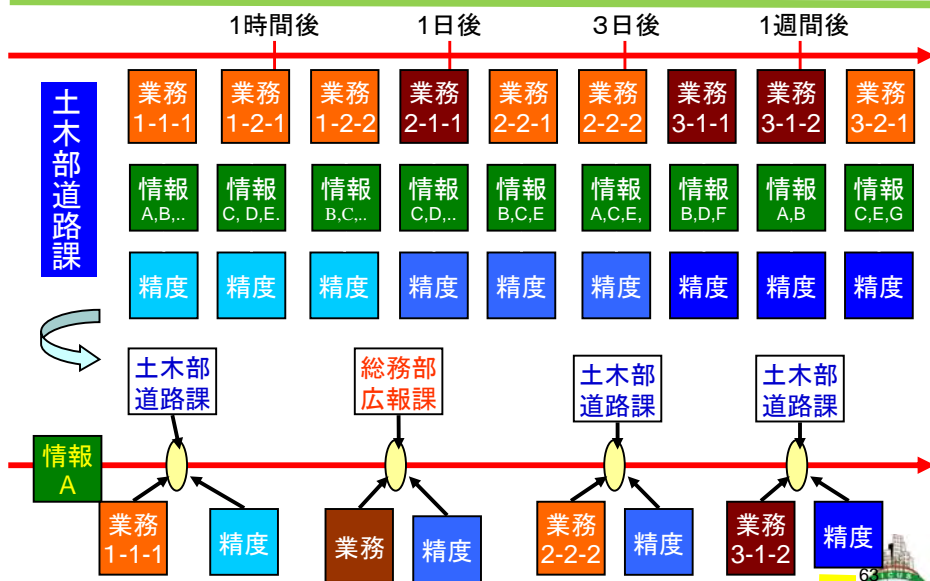 1時間後 1日後 3日後 1週間後
土木部道路課
業務 業務 業務 業務 業務 業務 業務 業務 業務
1-1-1 1-2-1 1-2-2 2-1-1 2-2-1 2-2-2 3-1-1 3-1-2 3-2-1
情報 情報 情報 情報 情報 情報 情報 情報 情報
A,B,.. C, D,E. B,C,.. C,D,.. B,C,E A,C,E, B,D,F A,B C,E,G
精度 精度 精度 精度 精度 精度 精度 精度 精度
土木部 総務部 土木部 土木部
道路課 広報課 道路課 道路課
情報
A
業務 精度 業務 精度 業務 精度 業務 精度
1-1-1 2-2-2 3-1-2
63